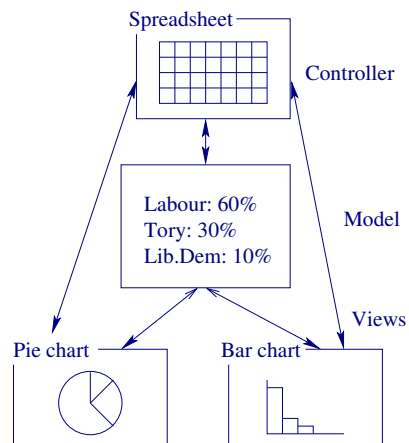 Spreadsheet
Controller
Labour: 60%
Tory: 30%
Lib.Dem: 10%
Model
Views
Pie chart
Bar chart